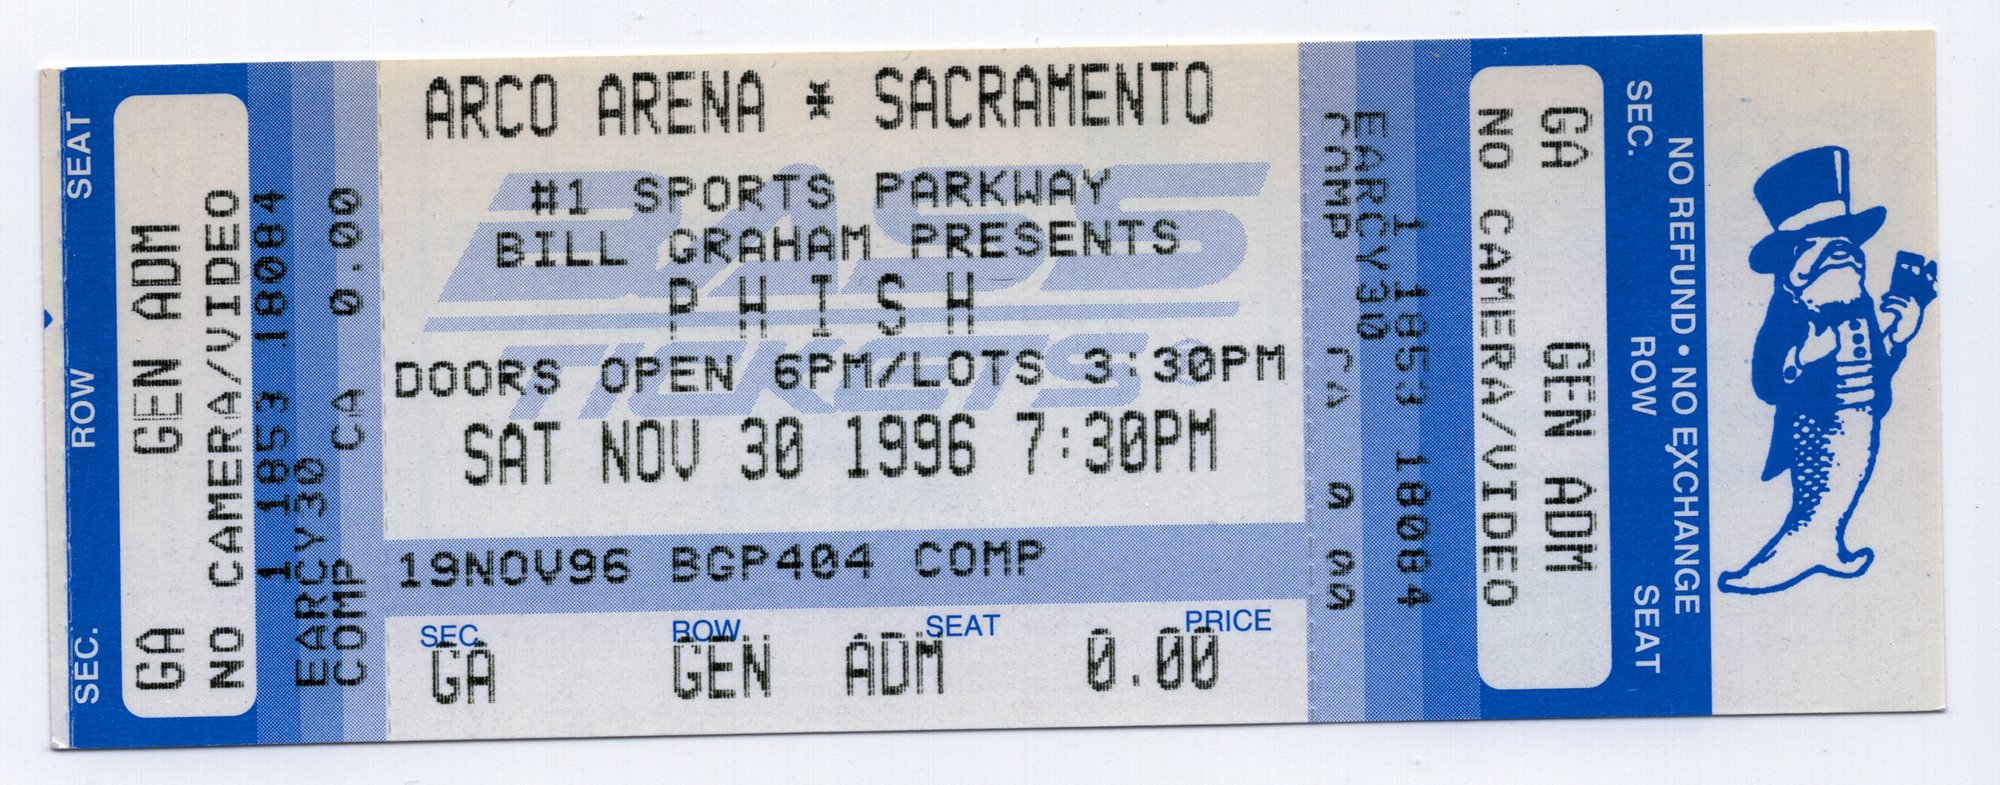 SEC. ROW SEAT
GA GEN ADM
NO CAMERA/VIDEO
1 1853 18084
EARCY30
COMP CA 0.00
ARCO ARENA * SACRAMENTO
BASS
TICKETS
#1 SPORTS PARKWAY
BILL GRAHAM PRESENTS
PHISH
DOORS OPEN 6PM/LOTS 3:30PM
SAT NOV 30 1996 7:30PM
19NOV96 BGP404 COMP
SEC. ROW SEAT PRICE
GA GEN ADM 0.00
NO REFUND • NO EXCHANGE
SEC. ROW SEAT
GA GEN ADM
NO CAMERA/VIDEO
1 1853 18084
EARCY30
COMP CA 0 00